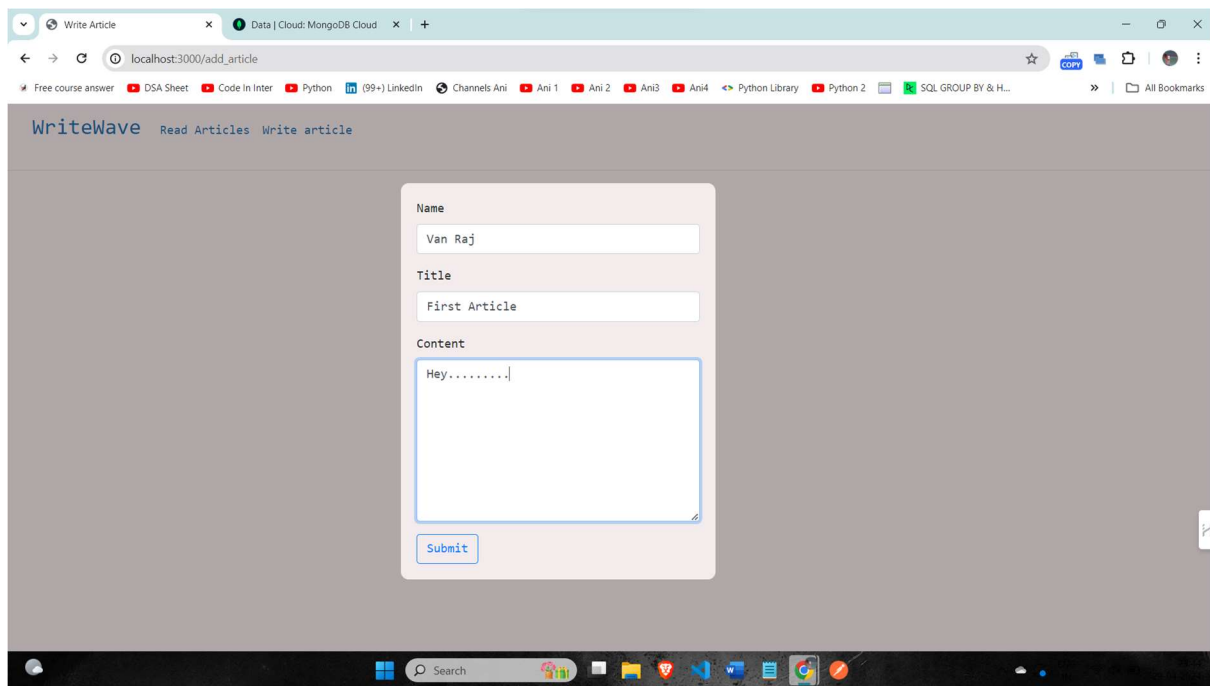 Write Article
Data | Cloud: MongoDB Cloud
localhost:3000/add_article
COPY
Free course answer DSA Sheet Code In Inter Python (99+) LinkedIn Channels Ani Ani 1 Ani 2 Ani3 Ani4 Python Library Python 2 SQL GROUP BY & H... All Bookmarks
WriteWave Read Articles Write article
Name
Van Raj
Title
First Article
Content
Hey.........
Submit
Search